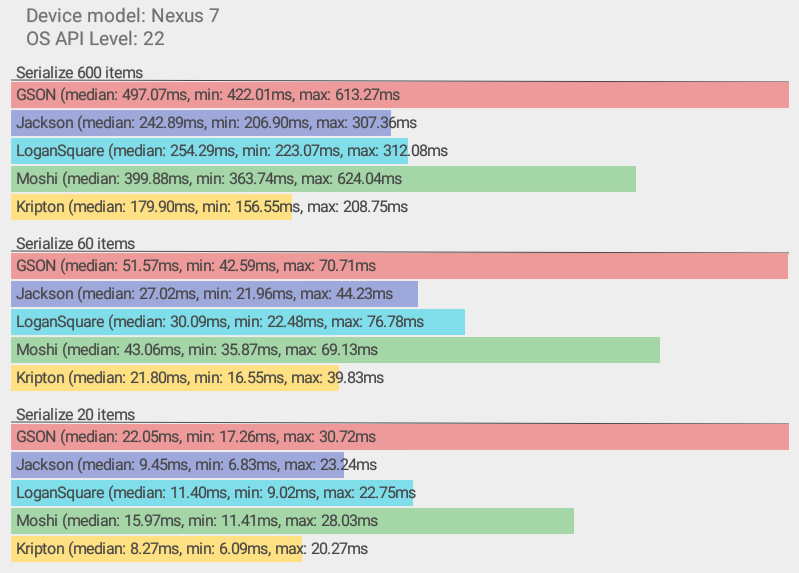 Device model: Nexus 7
OS API Level: 22
Serialize 600 items
GSON (median: 497.07ms, min: 422.01ms, max: 613.27ms
Jackson (median: 242.89ms, min: 206.90ms, max: 307.36ms
LoganSquare (median: 254.29ms, min: 223.07ms, max: 312.08ms
Moshi (median: 399.88ms, min: 363.74ms, max: 624.04ms
Kripton (median: 179.90ms, min: 156.55ms, max: 208.75ms
Serialize 60 items
GSON (median: 51.57ms, min: 42.59ms, max: 70.71ms
Jackson (median: 27.02ms, min: 21.96ms, max: 44.23ms
LoganSquare (median: 30.09ms, min: 22.48ms, max: 76.78ms
Moshi (median: 43.06ms, min: 35.87ms, max: 69.13ms
Kripton (median: 21.80ms, min: 16.55ms, max: 39.83ms
Serialize 20 items
GSON (median: 22.05ms, min: 17.26ms, max: 30.72ms
Jackson (median: 9.45ms, min: 6.83ms, max: 23.24ms
LoganSquare (median: 11.40ms, min: 9.02ms, max: 22.75ms
Moshi (median: 15.97ms, min: 11.41ms, max: 28.03ms
Kripton (median: 8.27ms, min: 6.09ms, max: 20.27ms